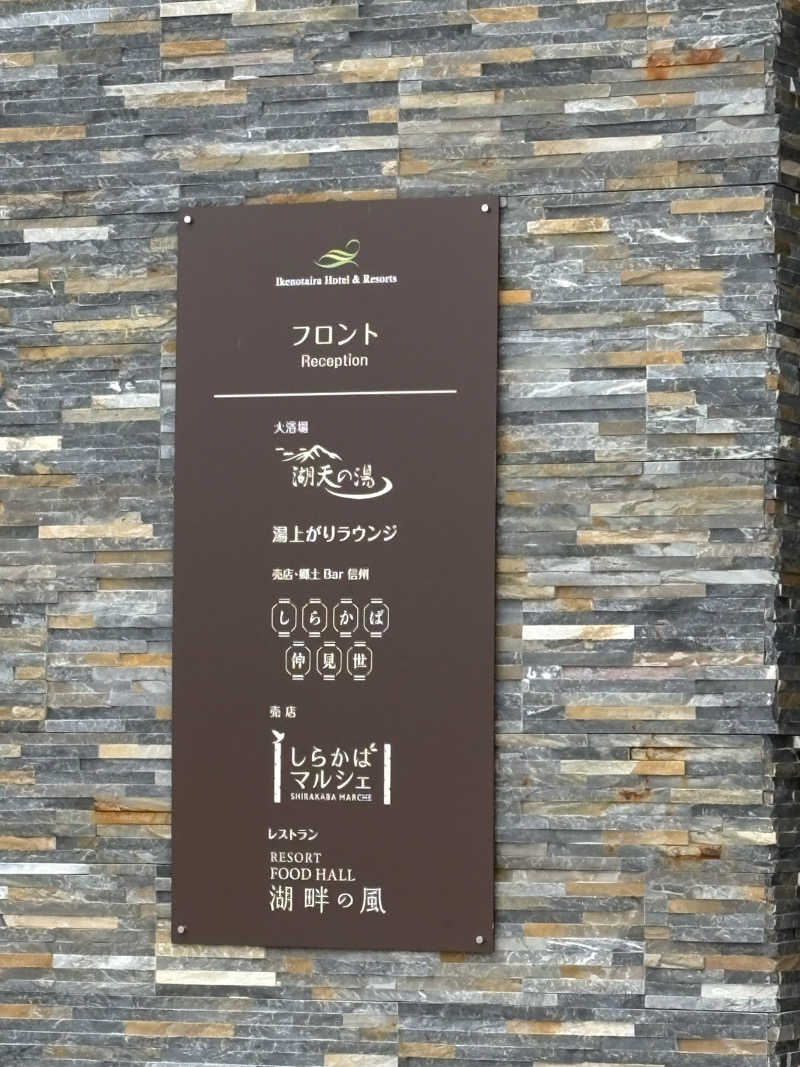 Ikenotaira Hotel & Resorts
フロント
Reception
大浴場
湖天の湯
湯上がりラウンジ
売店・郷土 Bar 信州
しらかば
仲見世
売店
しらかば
マルシェ
SHIRAKABA MARCHE
レストラン
RESORT
FOOD HALL
湖畔の風